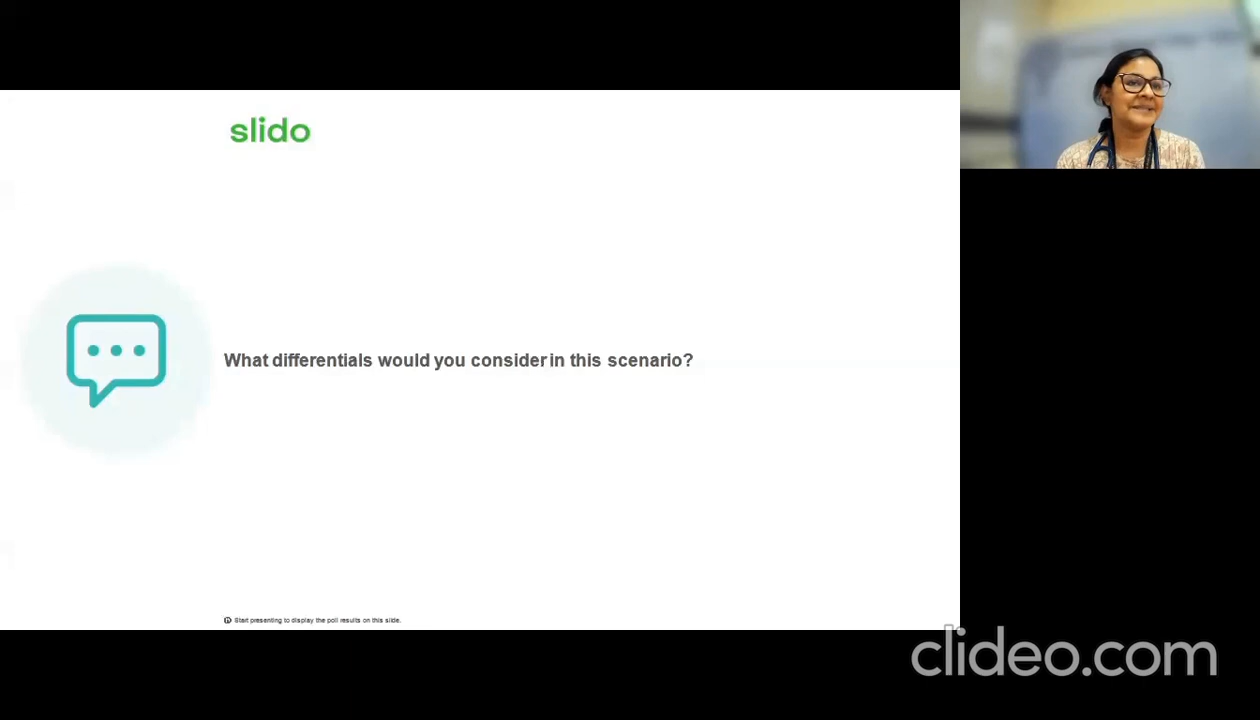 slido
What differentials would you consider in this scenario?
Start presenting to display the poll results on this slide.
clideo.com